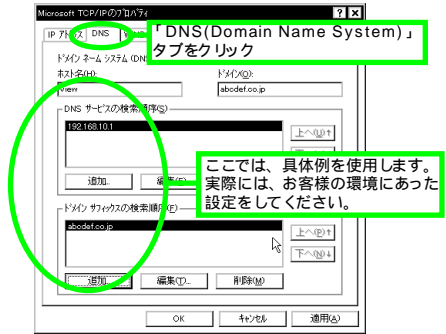 Microsoft TCP/IPのプロパティ
IP アドレス DNS
「DNS(Domain Name System)」
タブをクリック
ドメイン ネーム システム (DN
ホスト名(H):
ドメイン(O):
view
abcdef.co.jp
DNS サービスの検索順序(S)
192.168.10.1
上へ(U)↑
追加...
編集(E)
ここでは、具体例を使用します。
実際には、お客様の環境にあった
設定をしてください。
ドメイン サフィックスの検索順序(F)
abcdef.co.jp
上へ(P)↑
下へ(N)↓
追加...
編集(T)...
削除(M)
OK
キャンセル
適用(A)